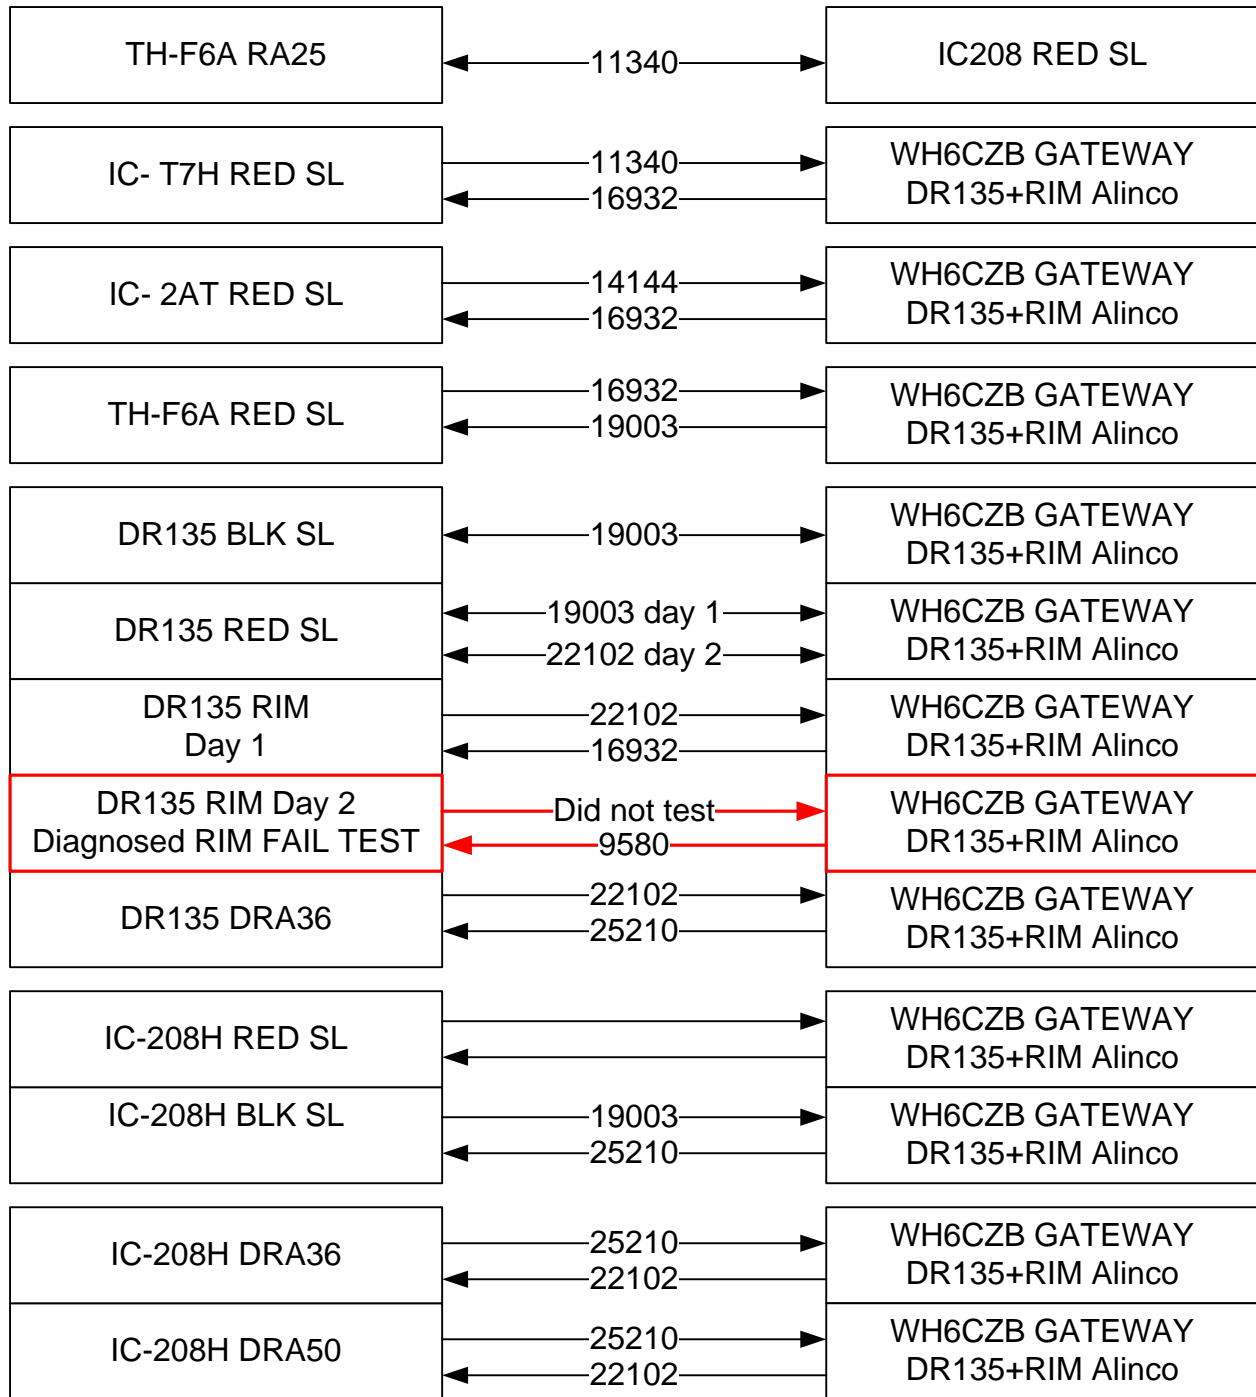 TH-F6A RA25
11340
IC208 RED SL
IC- T7H RED SL
11340
16932
WH6CZB GATEWAY
DR135+RIM Alinco
IC- 2AT RED SL
14144
16932
WH6CZB GATEWAY
DR135+RIM Alinco
TH-F6A RED SL
16932
19003
WH6CZB GATEWAY
DR135+RIM Alinco
DR135 BLK SL
19003
WH6CZB GATEWAY
DR135+RIM Alinco
DR135 RED SL
19003 day 1
22102 day 2
WH6CZB GATEWAY
DR135+RIM Alinco
DR135 RIM
Day 1
22102
16932
WH6CZB GATEWAY
DR135+RIM Alinco
DR135 RIM Day 2
Diagnosed RIM FAIL TEST
Did not test
9580
WH6CZB GATEWAY
DR135+RIM Alinco
DR135 DRA36
22102
25210
WH6CZB GATEWAY
DR135+RIM Alinco
IC-208H RED SL
WH6CZB GATEWAY
DR135+RIM Alinco
IC-208H BLK SL
19003
25210
WH6CZB GATEWAY
DR135+RIM Alinco
IC-208H DRA36
25210
22102
WH6CZB GATEWAY
DR135+RIM Alinco
IC-208H DRA50
25210
22102
WH6CZB GATEWAY
DR135+RIM Alinco